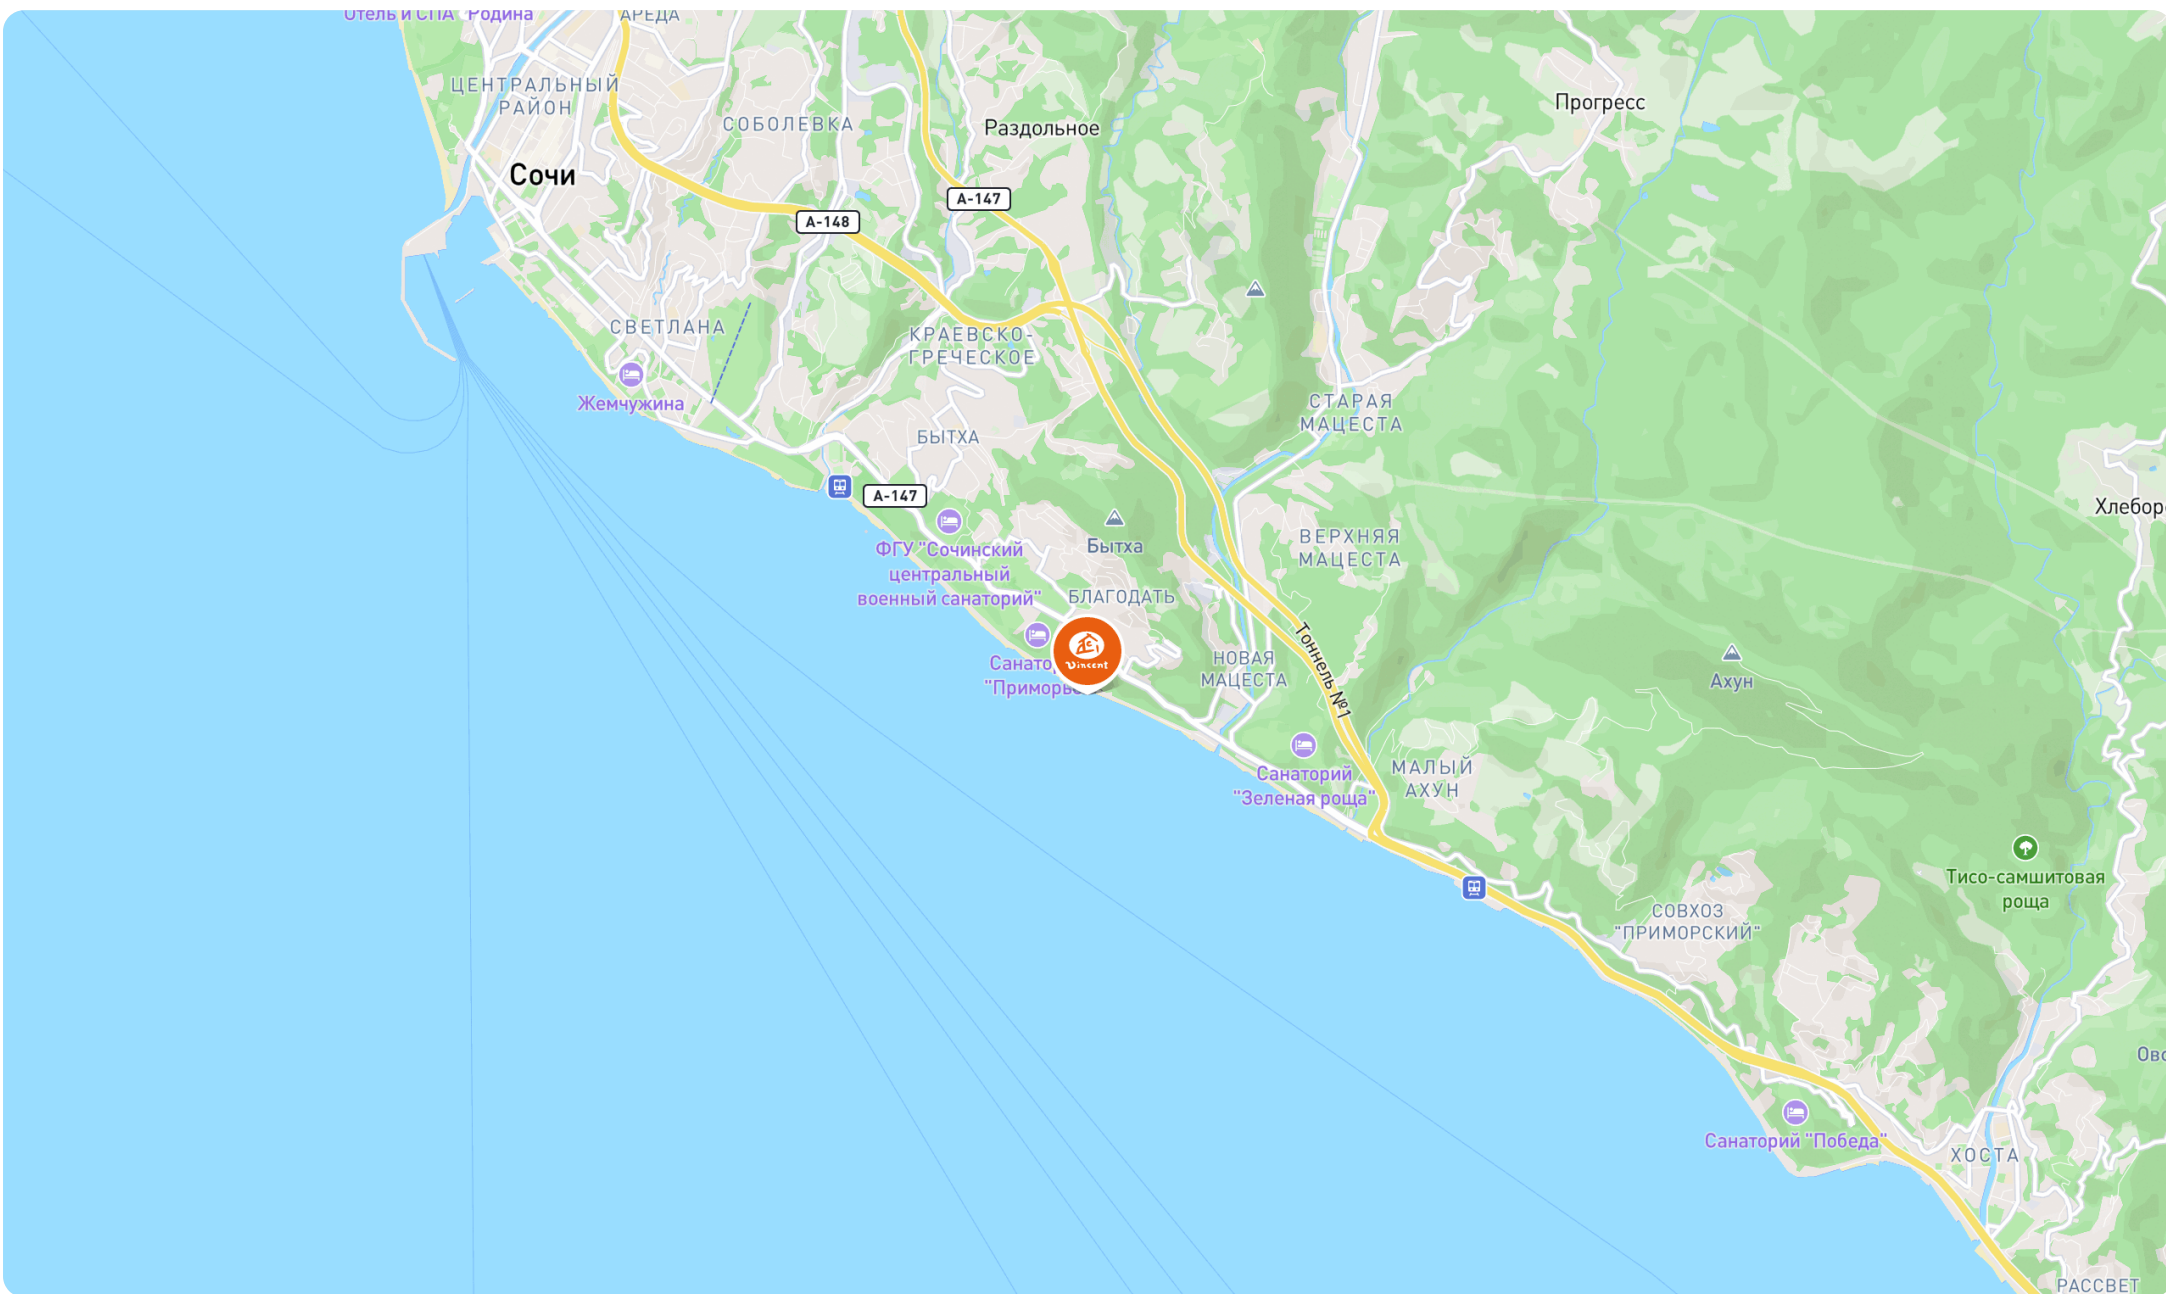 Отель и СПА "Родина
АРЕДА
ЦЕНТРАЛЬНЫЙ
РАЙОН
СОБОЛЕВКА
Раздольное
Прогресс
Сочи
А-147
А-148
СВЕТЛАНА
КРАЕВСКО-
ГРЕЧЕСКОЕ
Жемчужина
СТАРАЯ
МАЦЕСТА
БЫТХА
А-147
Хлебор
ФГУ "Сочинский
центральный
военный санаторий"
Бытха
ВЕРХНЯЯ
МАЦЕСТА
БЛАГОДАТЬ
Vincent
Санато
"Приморь
НОВАЯ
МАЦЕСТА
Тоннель №1
Ахун
Санаторий
"Зеленая роща"
МАЛЫЙ
АХУН
Тисо-самшитовая
роща
СОВХОЗ
"ПРИМОРСКИЙ"
Ово
Санаторий "Победа"
ХОСТА
РАССВЕТ